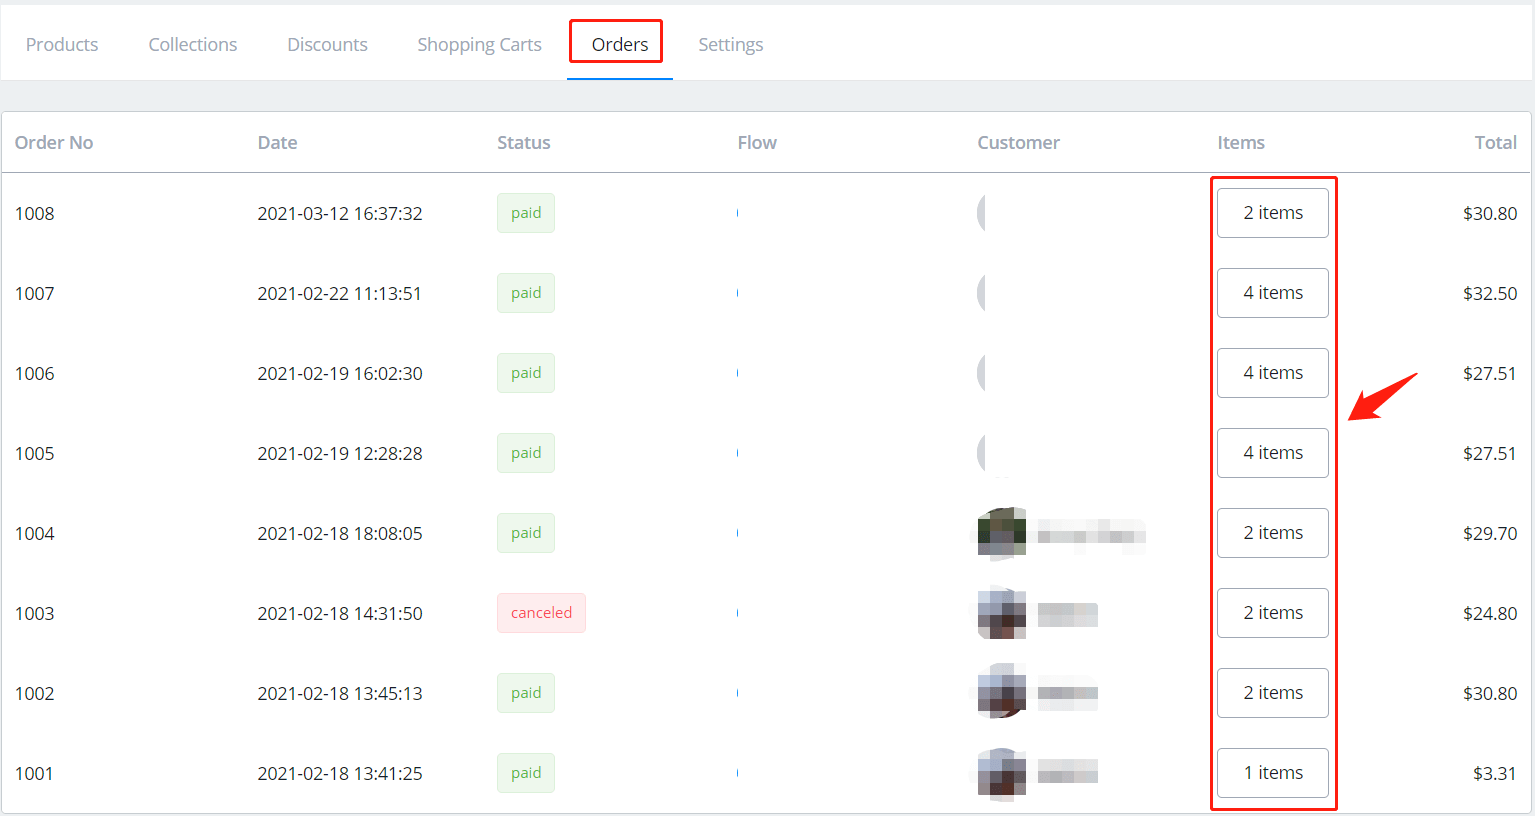 Products Collections Discounts Shopping Carts Orders Settings
Order No Date Status Flow Customer Items Total
1008 2021-03-12 16:37:32 paid 2 items $30.80
1007 2021-02-22 11:13:51 paid 4 items $32.50
1006 2021-02-19 16:02:30 paid 4 items $27.51
1005 2021-02-19 12:28:28 paid 4 items $27.51
1004 2021-02-18 18:08:05 paid 2 items $29.70
1003 2021-02-18 14:31:50 canceled 2 items $24.80
1002 2021-02-18 13:45:13 paid 2 items $30.80
1001 2021-02-18 13:41:25 paid 1 items $3.31